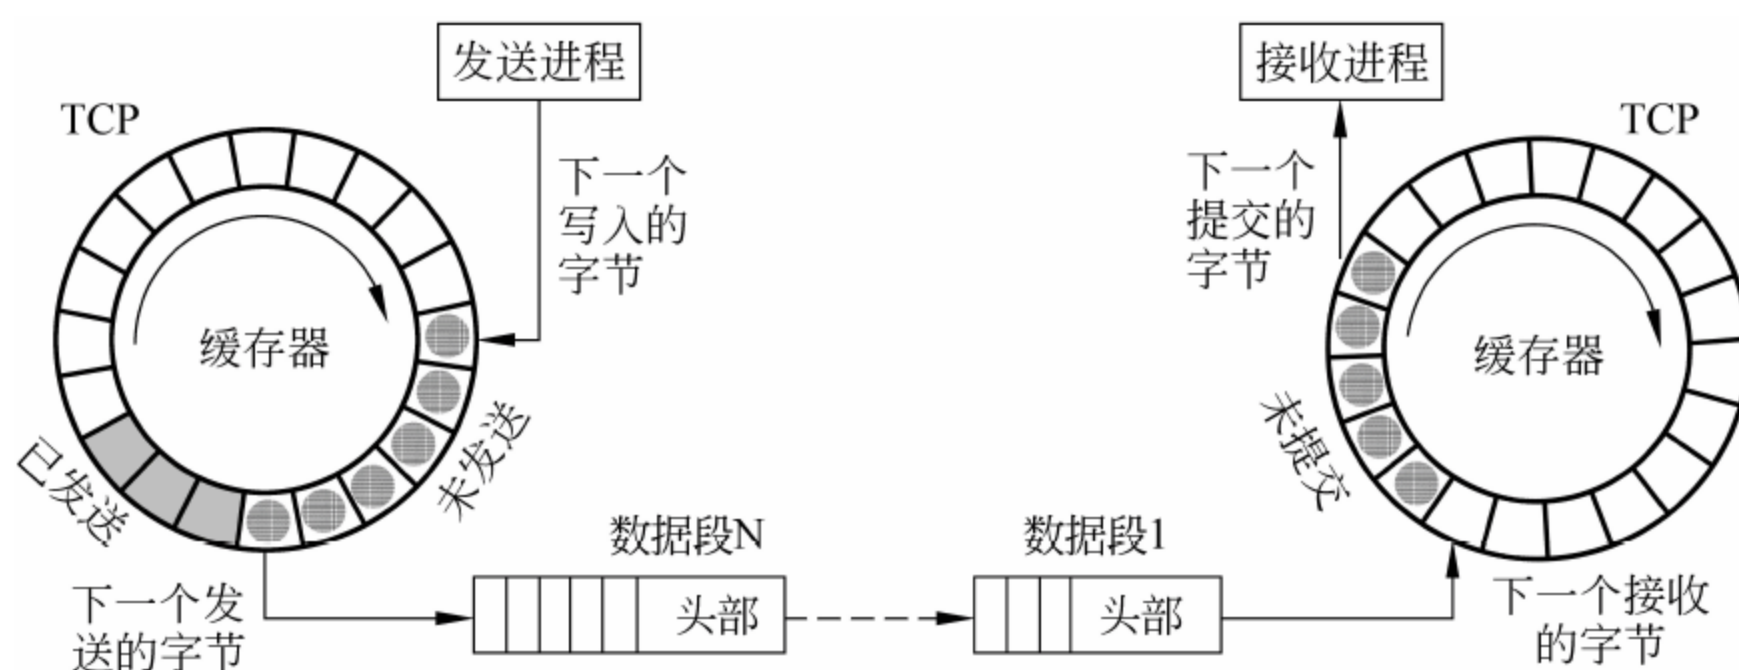 发送进程
接收进程
TCP
TCP
下一个
写入的
字节
下一个
提交的
字节
缓存器
缓存器
已发送
未发送
未提交
数据段N
数据段1
头部
头部
下一个发
送的字节
下一个接收
的字节